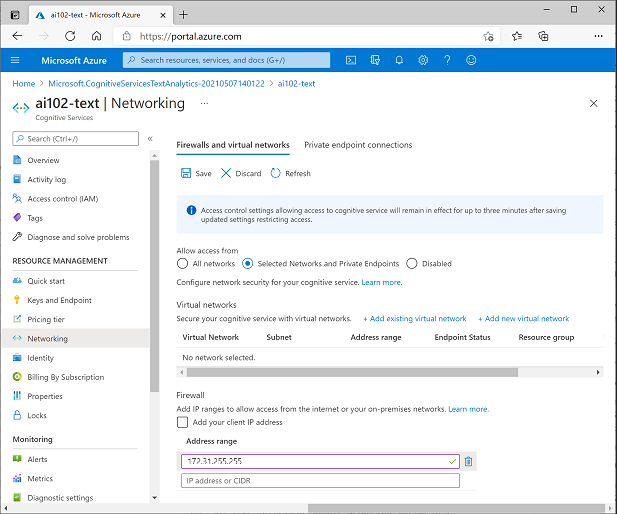 ai102-text - Microsoft Azure
https://portal.azure.com
Microsoft Azure
Search resources, services, and docs (G+/)
Home > Microsoft.CognitiveServicesTextAnalytics-20210507140122 > ai102-text
ai102-text | Networking
Cognitive Services
Search (Ctrl+/)
Overview
Activity log
Access control (IAM)
Tags
Diagnose and solve problems
RESOURCE MANAGEMENT
Quick start
Keys and Endpoint
Pricing tier
Networking
Identity
Billing By Subscription
Properties
Locks
Monitoring
Alerts
Metrics
Diagnostic settings
Firewalls and virtual networks Private endpoint connections
Save Discard Refresh
Access control settings allowing access to cognitive service will remain in effect for up to three minutes after saving
updated settings restricting access.
Allow access from
All networks Selected Networks and Private Endpoints Disabled
Configure network security for your cognitive service. Learn more.
Virtual networks
Secure your cognitive service with virtual networks. + Add existing virtual network + Add new virtual network
Virtual Network Subnet Address range Endpoint Status Resource group
No network selected.
Firewall
Add IP ranges to allow access from the internet or your on-premises networks. Learn more.
Add your client IP address
Address range
172.31.255.255
IP address or CIDR